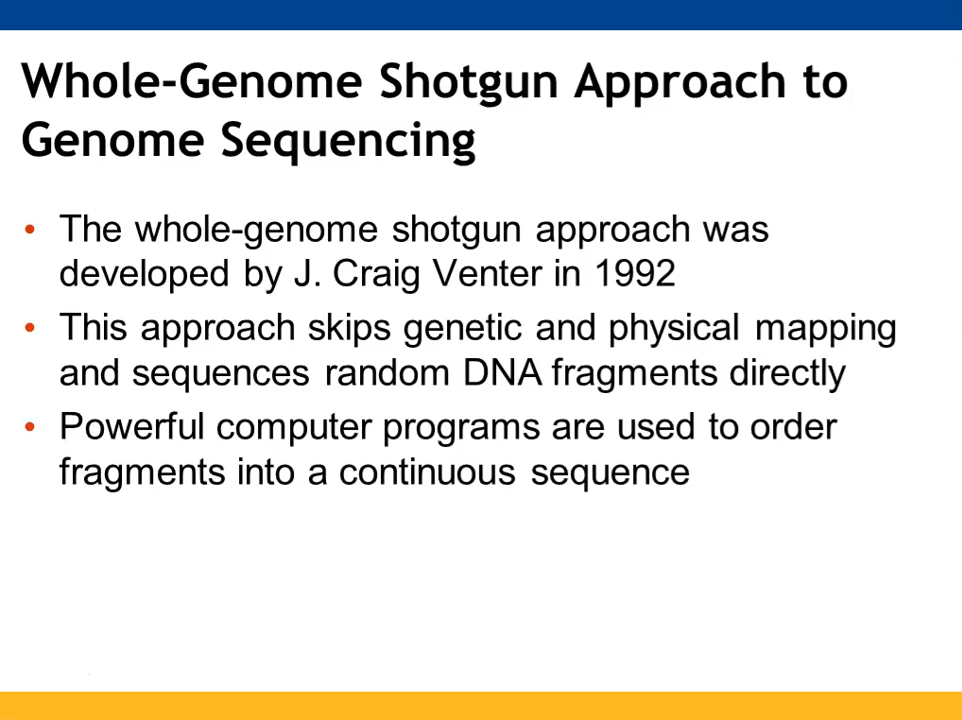 Whole-Genome Shotgun Approach to
Genome Sequencing
• The whole-genome shotgun approach was
developed by J. Craig Venter in 1992
• This approach skips genetic and physical mapping
and sequences random DNA fragments directly
• Powerful computer programs are used to order
fragments into a continuous sequence